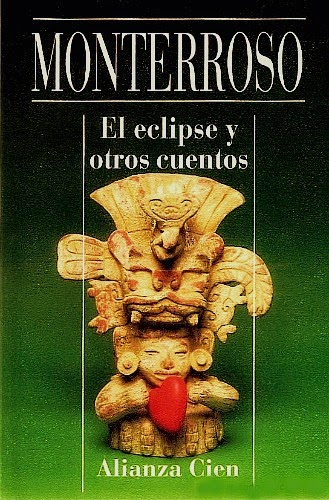 MONTERROSO
El eclipse y
otros cuentos
Alianza Cien